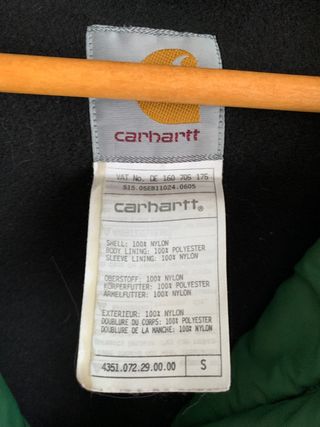 carhartt
VAT No. DE 160 706 176
S15.0SEB11024.0605
carhartt®
SHELL: 100% NYLON
BODY LINING: 100% POLYESTER
SLEEVE LINING: 100% NYLON
OBERSTOFF: 100% NYLON
KÖRPERFUTTER: 100% POLYESTER
ÄRMELFUTTER: 100% NYLON
EXTERIEUR: 100% NYLON
DOUBLURE DU CORPS: 100% POLYESTER
DOUBLURE DE LA MANCHE: 100% NYLON
4351.072.29.00.00 S